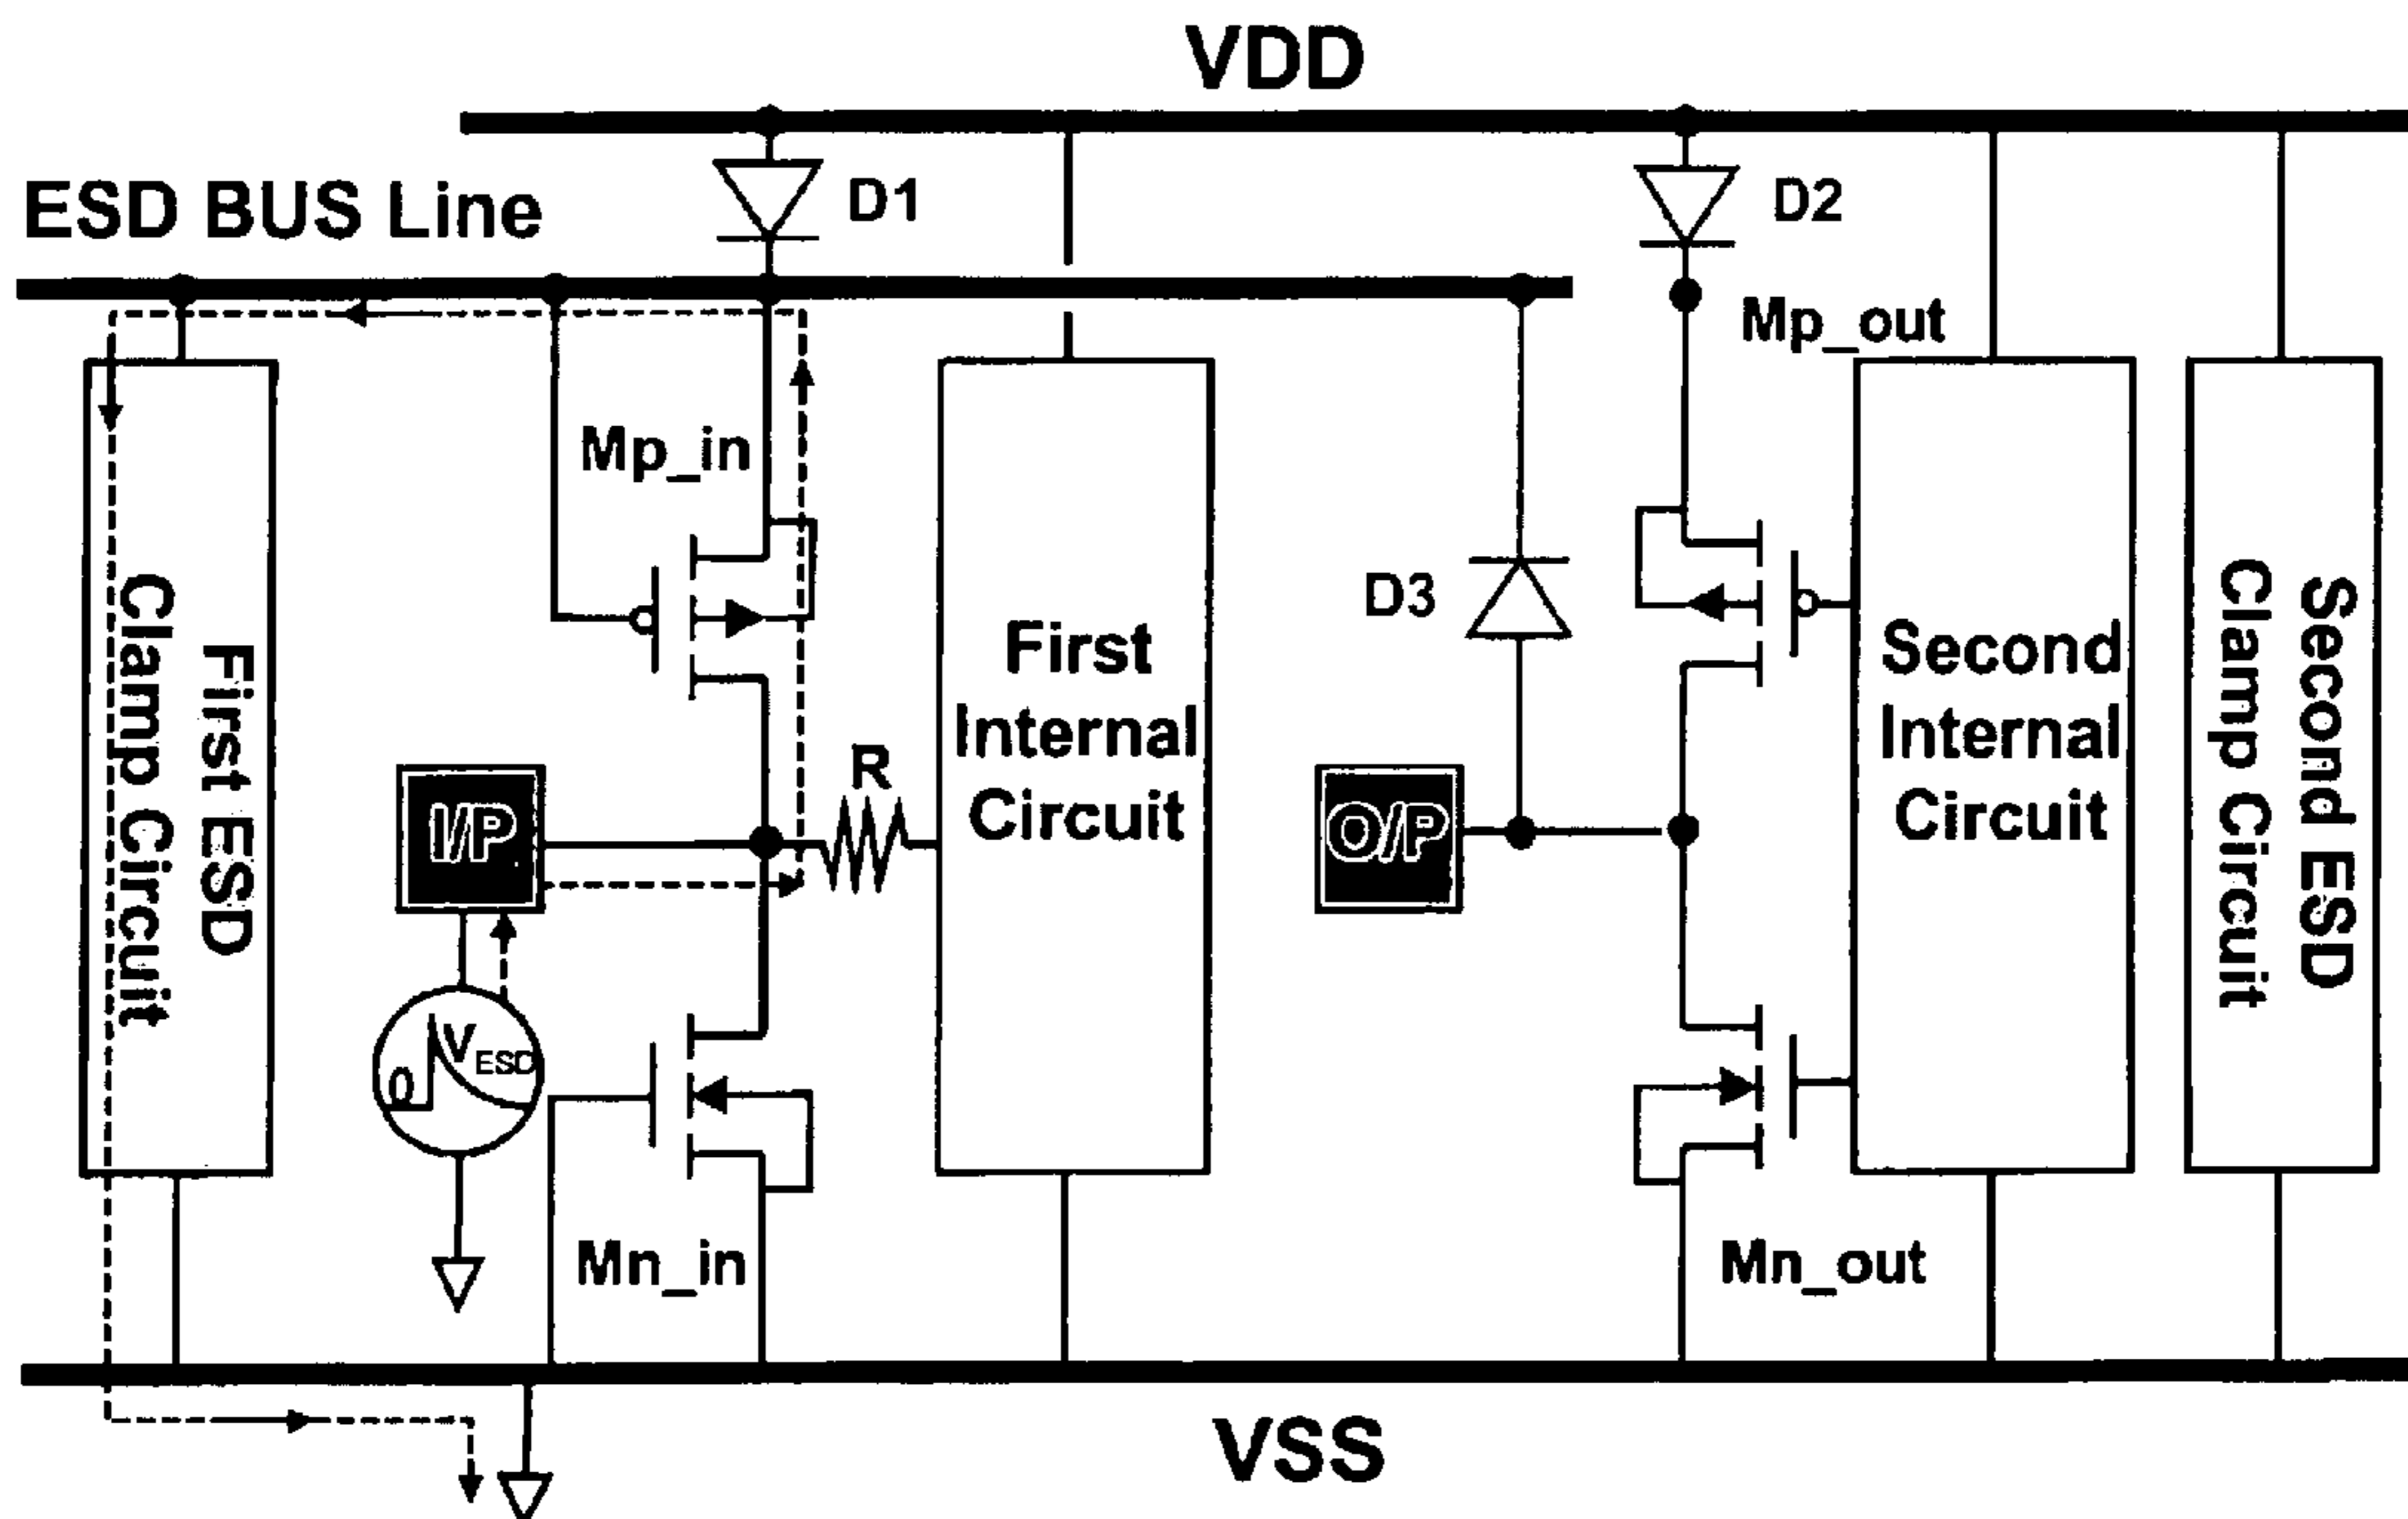 VDD
ESD BUS Line
D1
D2
Mp_out
Mp_in
First ESD
Clamp Circuit
First
Internal
Circuit
D3
Second
Internal
Circuit
Second ESD
Clamp Circuit
R
I/P
O/P
V ESD
0
Mn_in
Mn_out
VSS